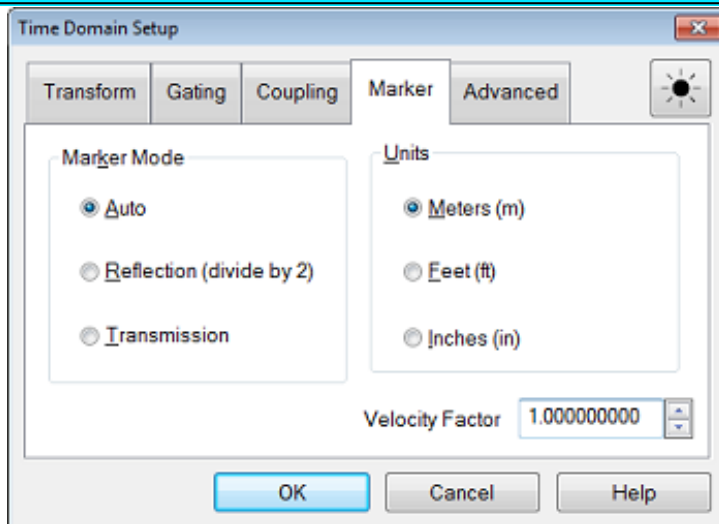 Time Domain Setup
Transform Gating Coupling Marker Advanced
Marker Mode
Auto
Reflection (divide by 2)
Transmission
Units
Meters (m)
Feet (ft)
Inches (in)
Velocity Factor 1.000000000
OK Cancel Help